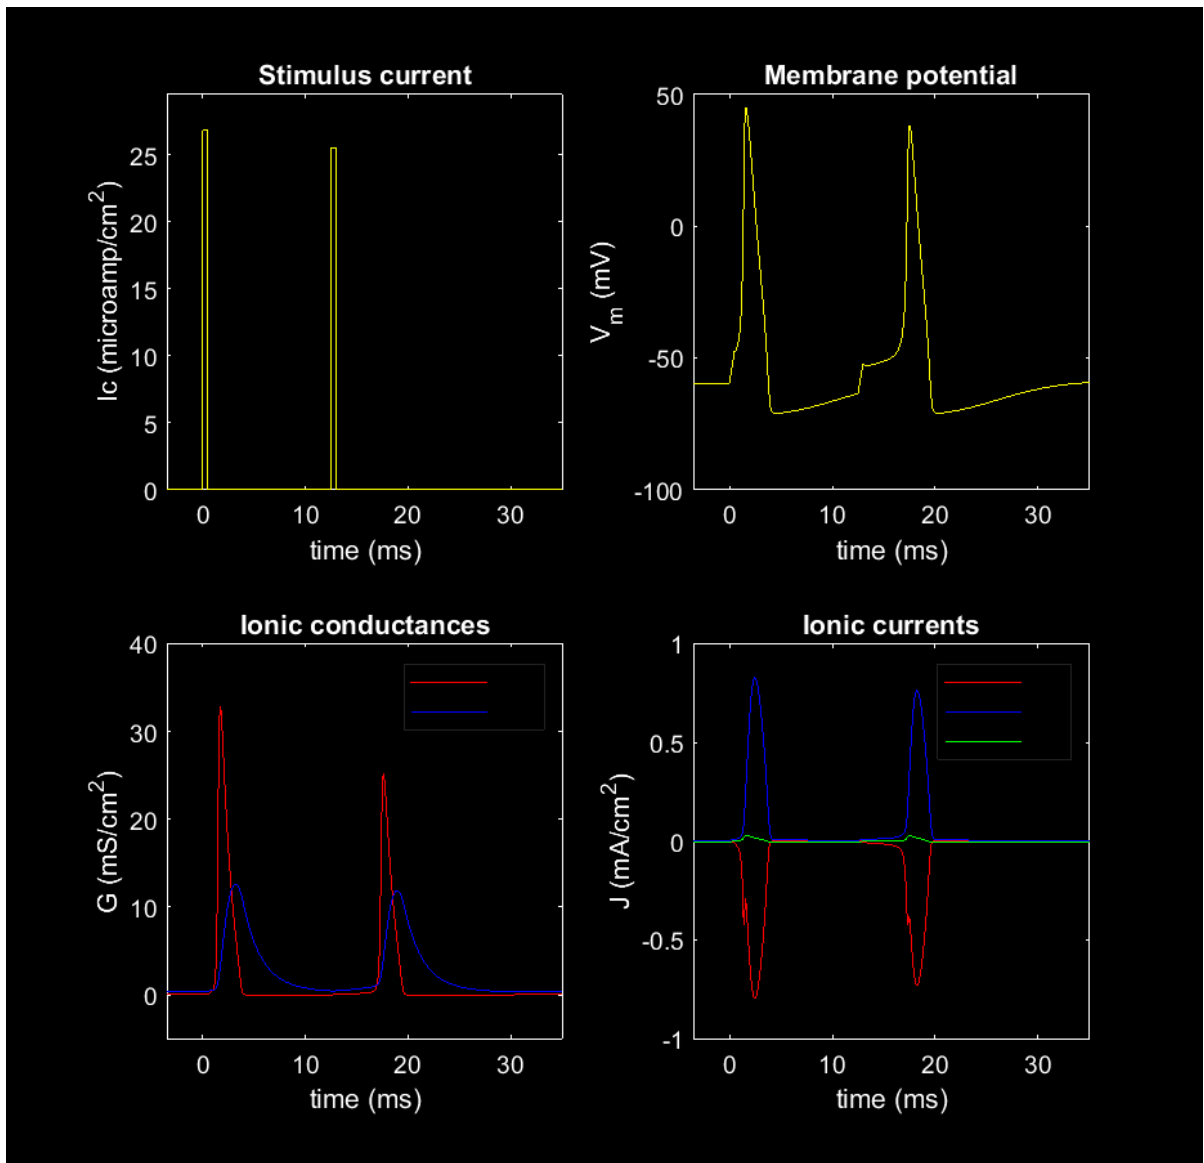 Stimulus current
Ic (microamp/cm²)
25
20
15
10
5
0
0 10 20 30
time (ms)
Membrane potential
V_m (mV)
50
0
-50
-100
0 10 20 30
time (ms)
Ionic conductances
G (mS/cm²)
40
30
20
10
0
0 10 20 30
time (ms)
Ionic currents
J (mA/cm²)
1
0.5
0
-0.5
-1
0 10 20 30
time (ms)